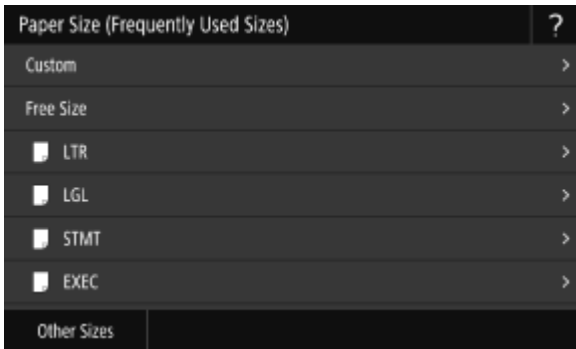 Paper Size (Frequently Used Sizes) ?
Custom >
Free Size >
LTR >
LGL >
STMT >
EXEC >
Other Sizes